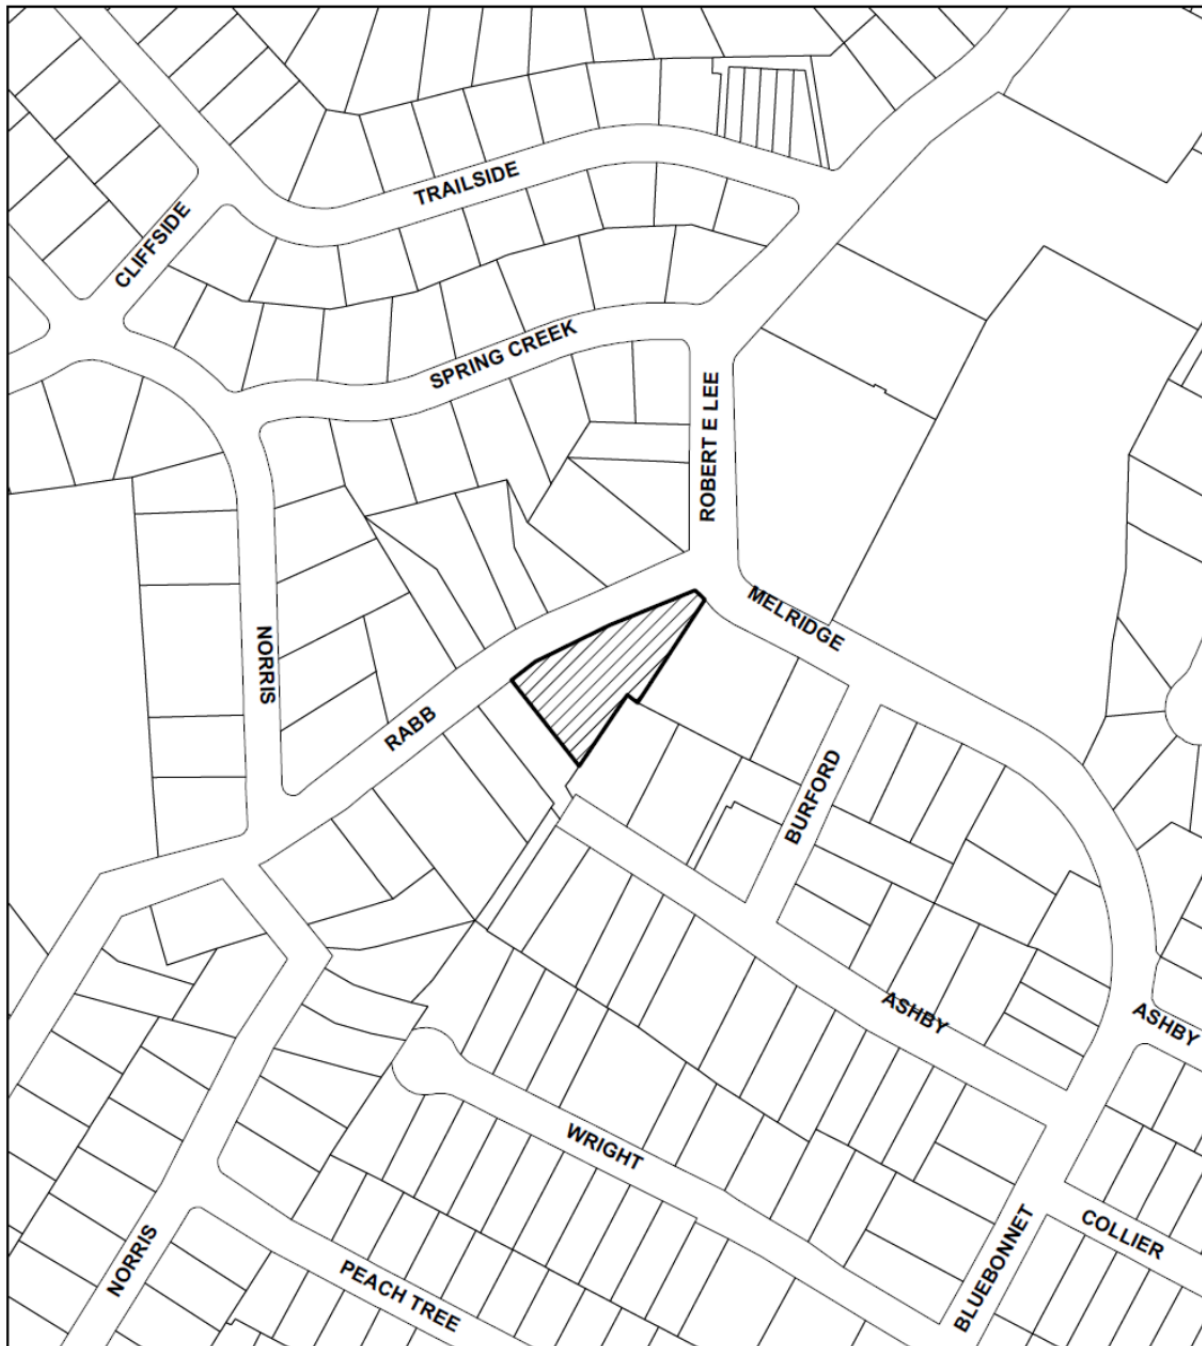 TRAILSIDE
CLIFFSIDE
SPRING CREEK
ROBERT E LEE
MELRIDGE
NORRIS
RABB
BURFORD
ASHBY
ASHBY
WRIGHT
COLLIER
BLUEBONNET
NORRIS
PEACH TREE